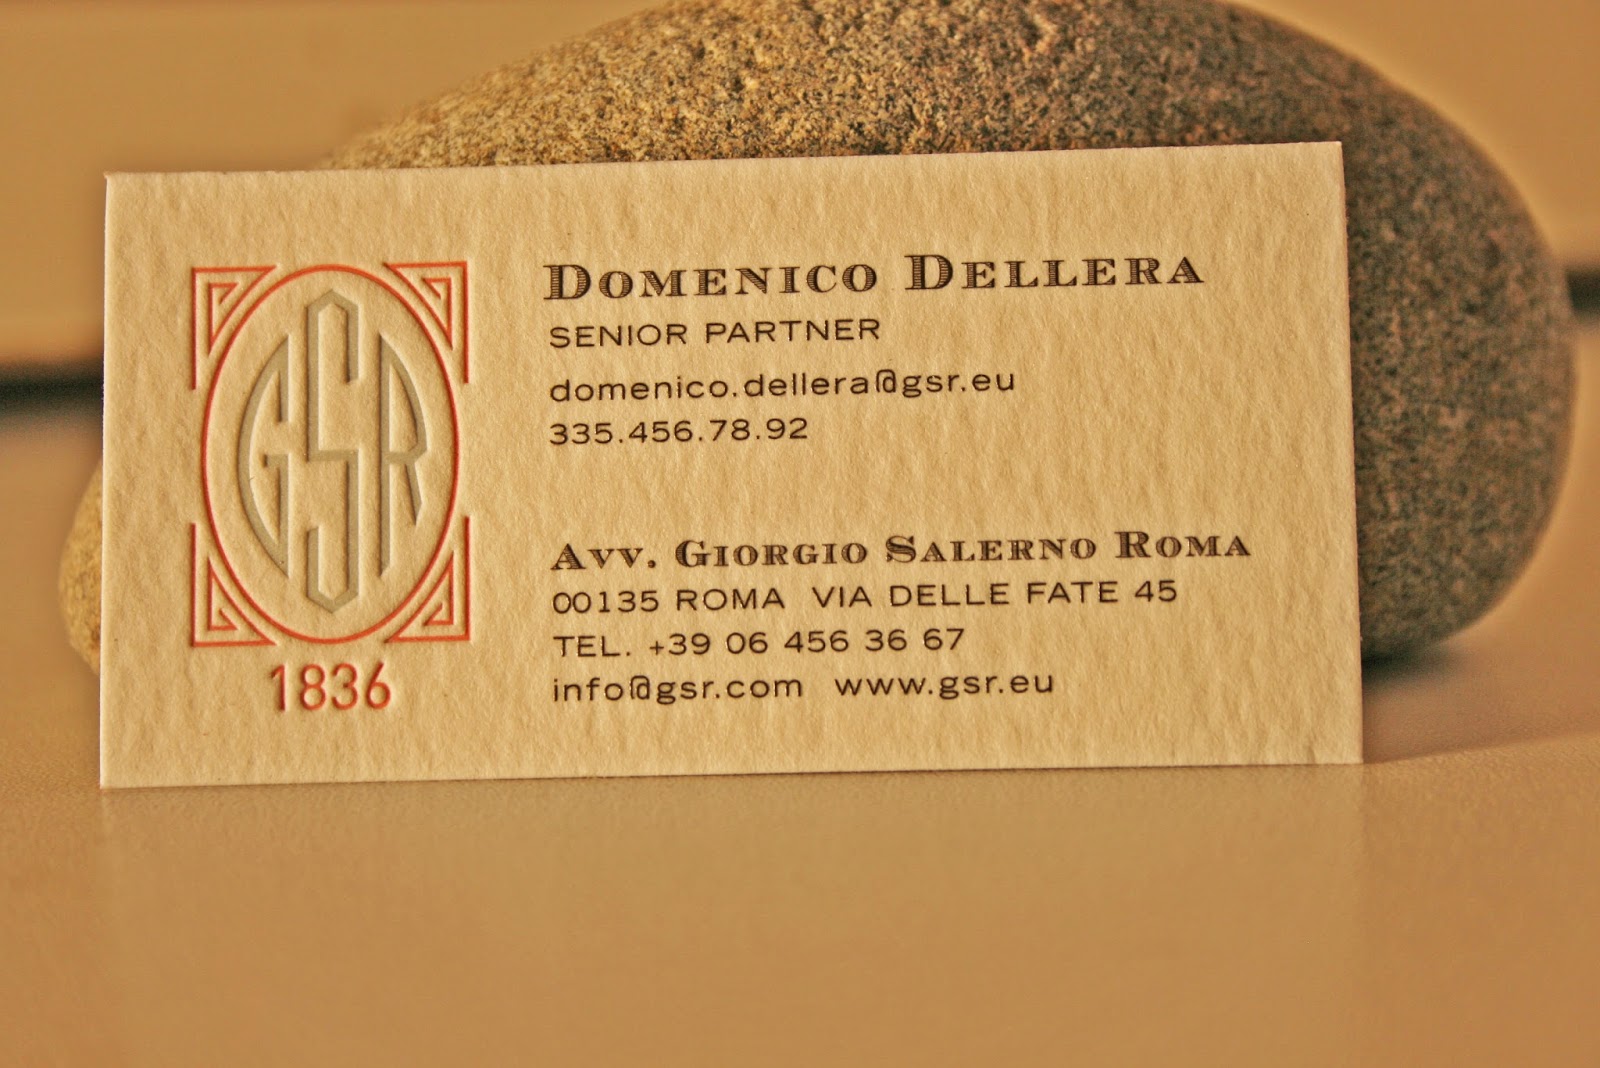 GSR
1836
DOMENICO DELLERA
SENIOR PARTNER
domenico.dellera@gsr.eu
335.456.78.92
AVV. GIORGIO SALERNO ROMA
00135 ROMA VIA DELLE FATE 45
TEL. +39 06 456 36 67
info@gsr.com www.gsr.eu